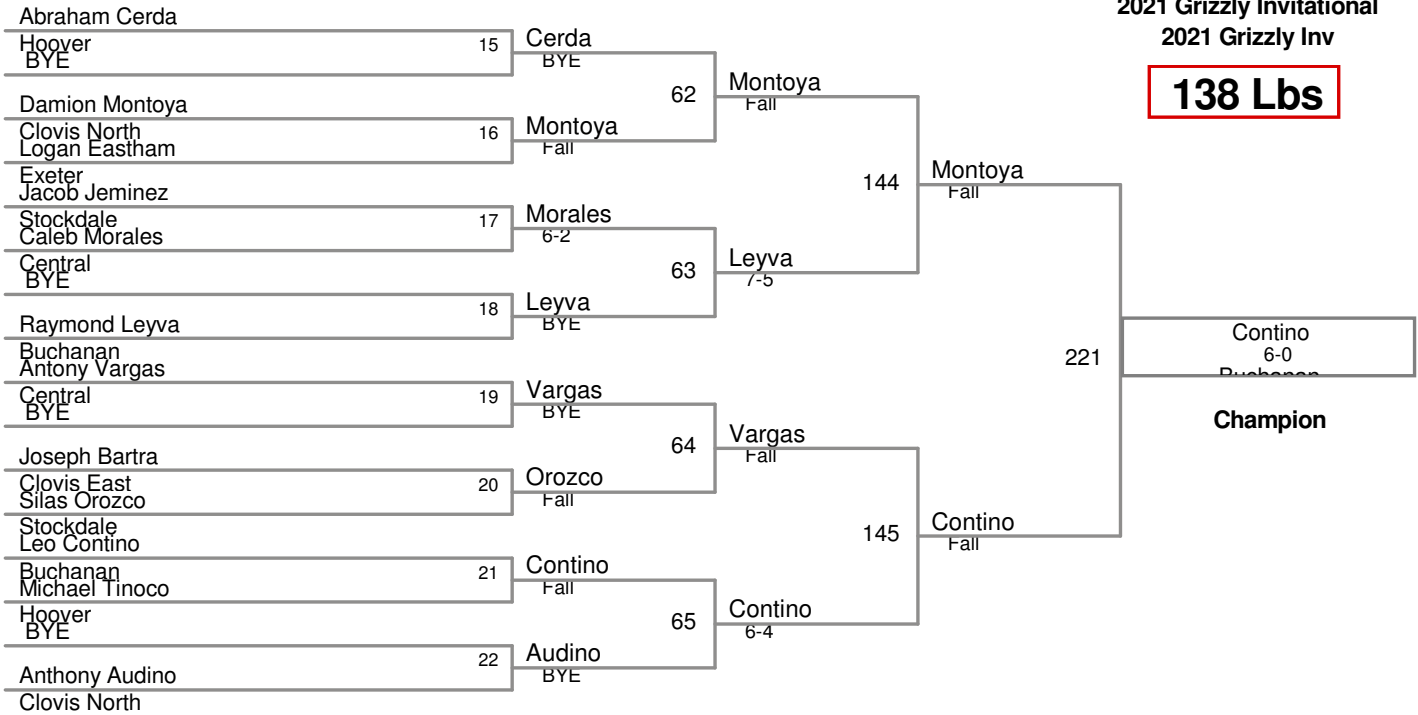 2021 Grizzly Invitational
2021 Grizzly Inv
138 Lbs
Abraham Cerda
Hoover
BYE
Damion Montoya
Clovis North
Logan Eastham
Exeter
Jacob Jeminez
Stockdale
Caleb Morales
Central
BYE
Raymond Leyva
Buchanan
Antony Vargas
Central
BYE
Joseph Bartra
Clovis East
Silas Orozco
Stockdale
Leo Contino
Buchanan
Michael Tinoco
Hoover
BYE
Anthony Audino
Clovis North
15
16
17
18
19
20
21
22
Cerda
BYE
Montoya
Fall
Morales
6-2
Leyva
BYE
Vargas
BYE
Orozco
Fall
Contino
Fall
Audino
BYE
62
63
64
65
Montoya
Fall
Leyva
7-5
Vargas
Fall
Contino
6-4
144
145
Montoya
Fall
Contino
Fall
221
Contino
6-0
Buchanan
Champion